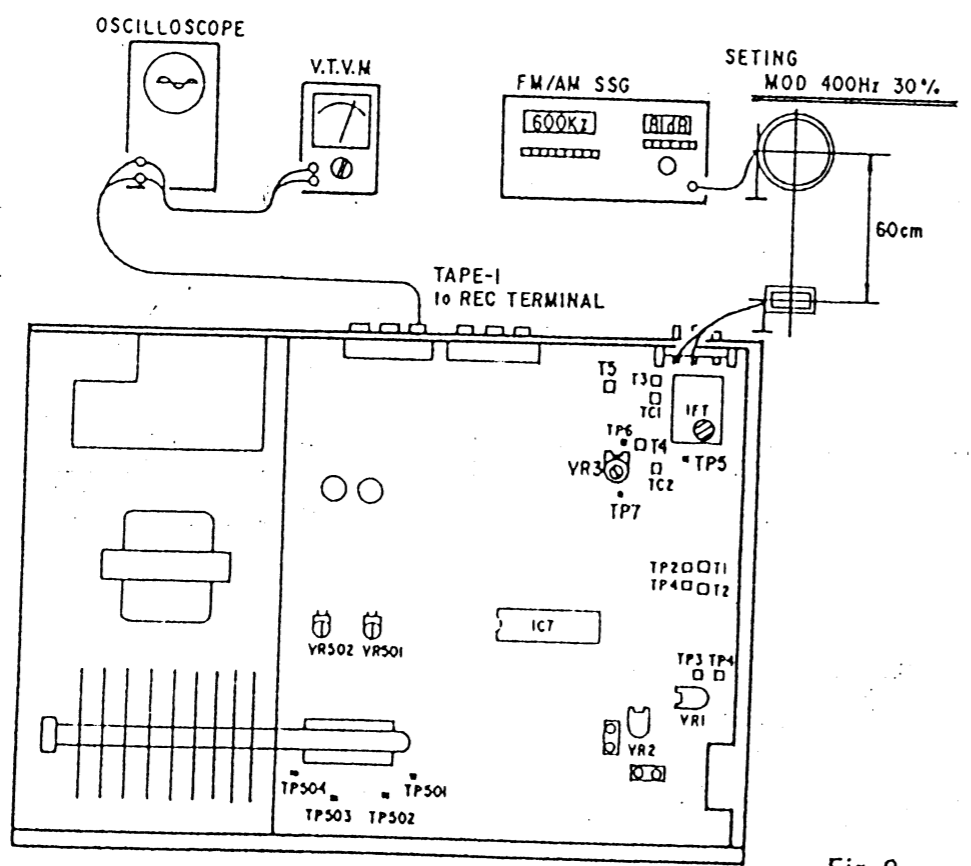 OSCILLOSCOPE
V.T.V.M
FM/AM SSG
600Kz
81dB
SETING
MOD 400Hz 30%
60cm
TAPE-1
to REC TERMINAL
T5
T3
TC1
IFT
TP6
T4
TP5
VR3
TC2
TP7
TP2 T1
TP4 T2
IC7
VR502 VR501
TP3 TP4
VR1
VR2
TP504
TP501
TP503
TP502